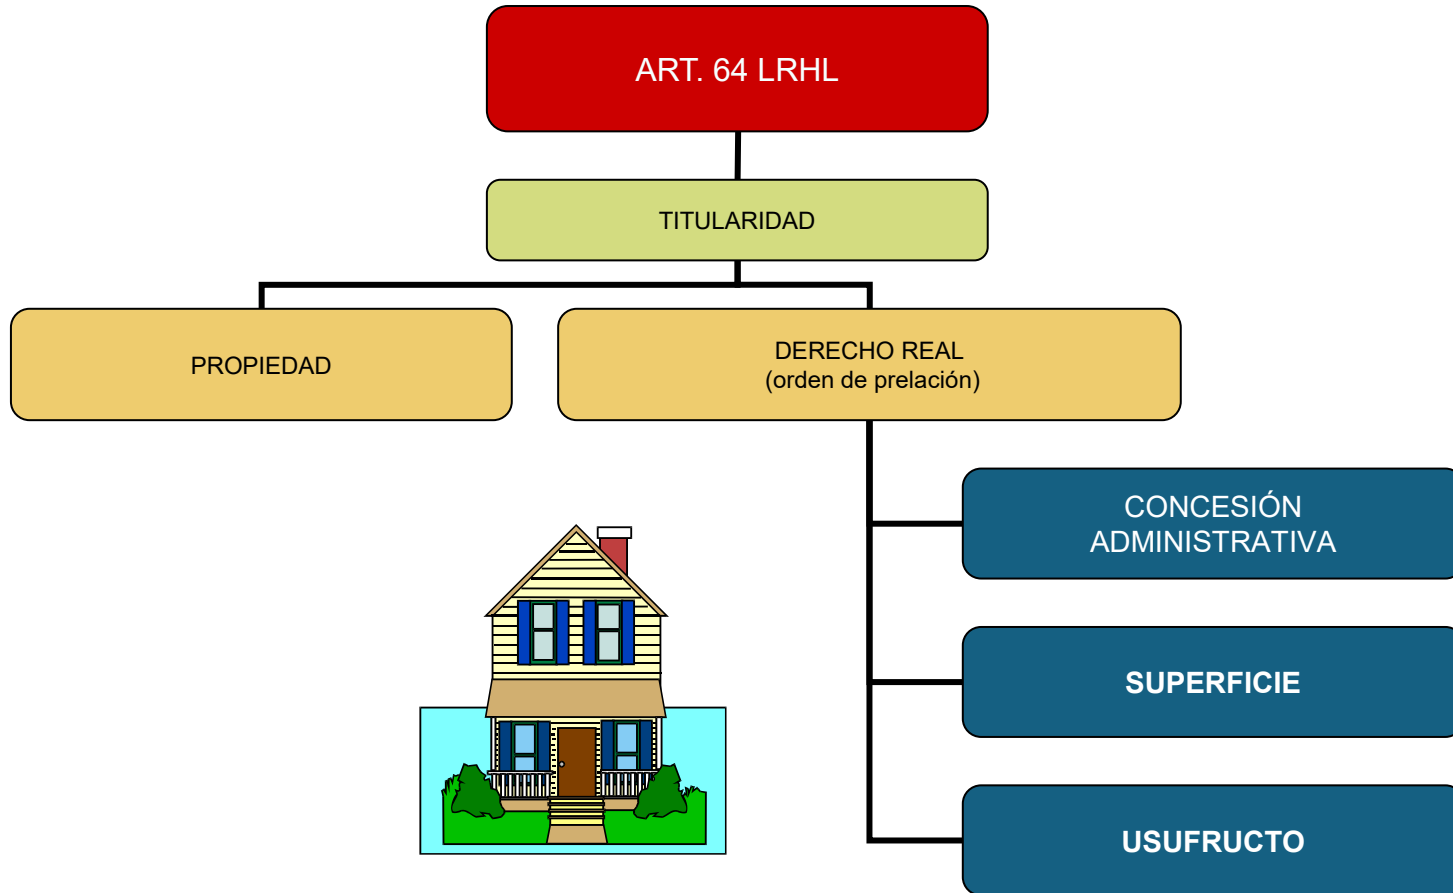 ART. 64 LRHL
TITULARIDAD
PROPIEDAD
DERECHO REAL
(orden de prelación)
CONCESIÓN
ADMINISTRATIVA
SUPERFICIE
USUFRUCTO